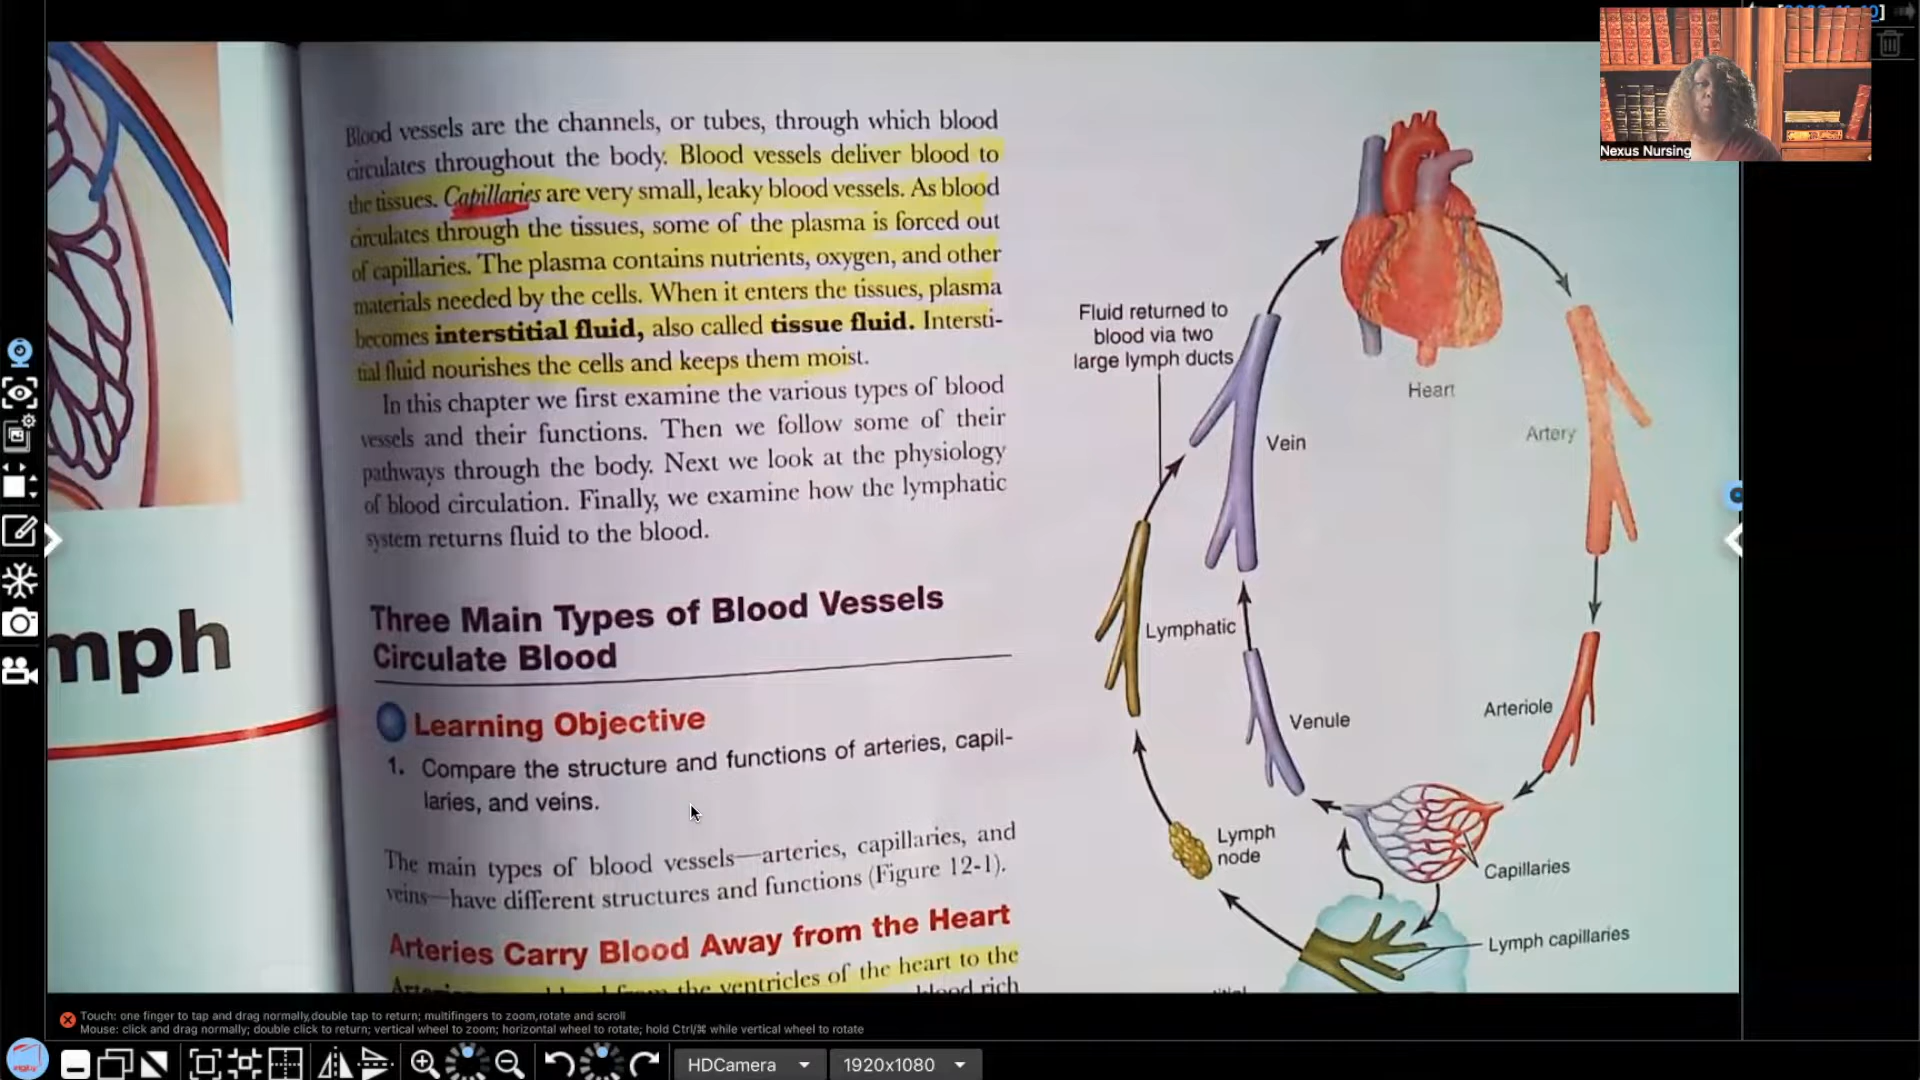 Nexus Nursing
Blood vessels are the channels, or tubes, through which blood
circulates throughout the body. Blood vessels deliver blood to
the tissues. Capillaries are very small, leaky blood vessels. As blood
circulates through the tissues, some of the plasma is forced out
of capillaries. The plasma contains nutrients, oxygen, and other
materials needed by the cells. When it enters the tissues, plasma
becomes interstitial fluid, also called tissue fluid. Intersti-
tial fluid nourishes the cells and keeps them moist.
In this chapter we first examine the various types of blood
vessels and their functions. Then we follow some of their
pathways through the body. Next we look at the physiology
of blood circulation. Finally, we examine how the lymphatic
system returns fluid to the blood.
mph
Three Main Types of Blood Vessels
Circulate Blood
Learning Objective
1. Compare the structure and functions of arteries, capil-
laries, and veins.
The main types of blood vessels—arteries, capillaries, and
veins—have different structures and functions (Figure 12-1).
Arteries Carry Blood Away from the Heart
from the ventricles of the heart to the
blood rich
Fluid returned to
blood via two
large lymph ducts
Heart
Artery
Vein
Lymphatic
Arteriole
Venule
Lymph
node
Capillaries
Lymph capillaries
Touch: one finger to tap and drag normally,double tap to return; multifingers to zoom,rotate and scroll
Mouse: click and drag normally; double click to return; vertical wheel to zoom; horizontal wheel to rotate; hold Ctrl/⌘ while vertical wheel to rotate
HDCamera
1920x1080